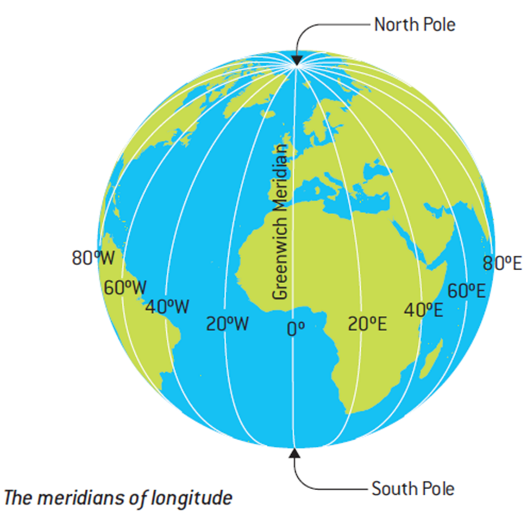 North Pole
Greenwich Meridian
80ºW
80ºE
60ºW
60ºE
40ºW
40ºE
20ºW
0º
20ºE
South Pole
The meridians of longitude